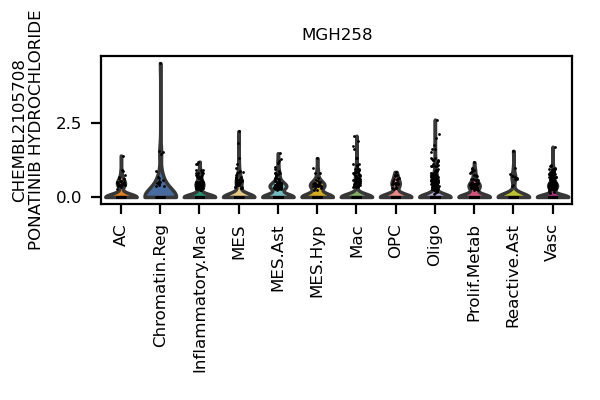 MGH258
CHEMBL2105708
PONATINIB HYDROCHLORIDE
2.5
0.0
AC
Chromatin.Reg
Inflammatory.Mac
MES
MES.Ast
MES.Hyp
Mac
OPC
Oligo
Prolif.Metab
Reactive.Ast
Vasc